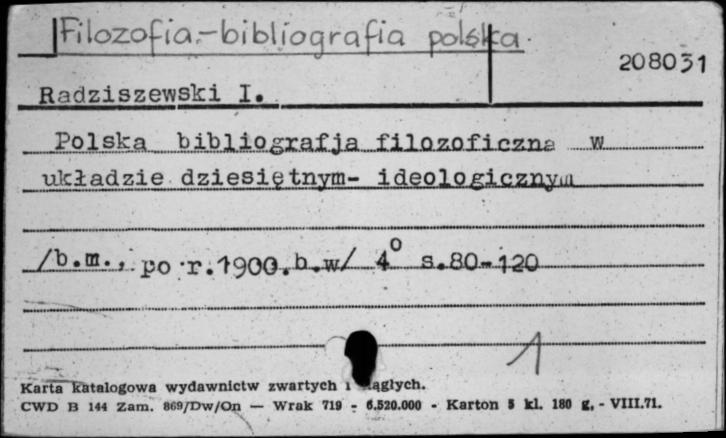 Filozofia.-bibliografia polska.
208031
Radziszewski I.
Polska bibliografja filozoficzna w
układzie dziesiętnym- ideologicznym
/b.m., po r.1900.b.w/ 4° s.80-120
1
Karta katalogowa wydawnictw zwartych i ciągłych.
CWD B 144 Zam. 869/Dw/On — Wrak 719 - 6.520.000 - Karton 5 kl. 180 g, - VIII.71.